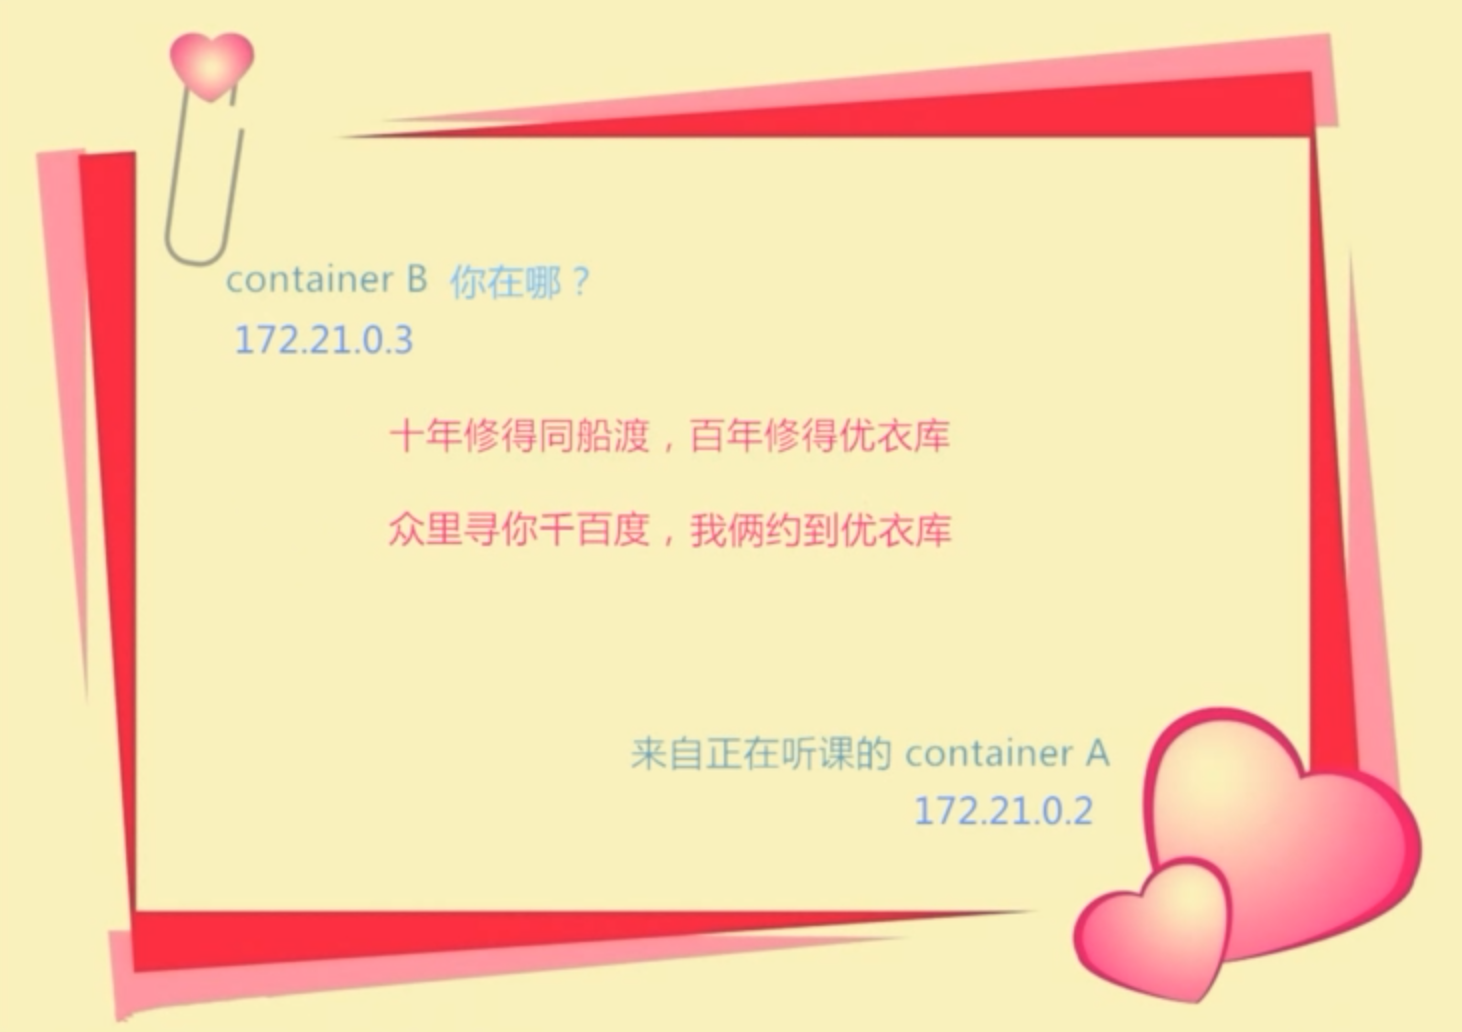 container B 你在哪？
172.21.0.3
十年修得同船渡，百年修得优衣库
众里寻你千百度，我俩约到优衣库
来自正在听课的 container A
172.21.0.2